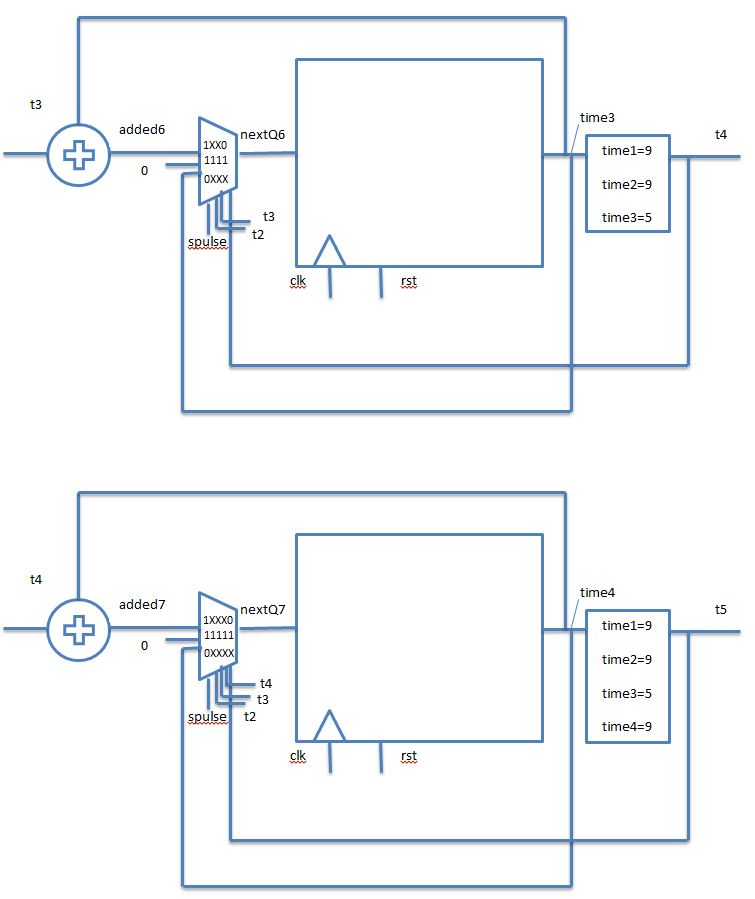 time3
t3
t4
added6
nextQ6
1XX0
time1=9
1111
0
0XXX
time2=9
t3
time3=5
t2
spulse
clk
rst
time4
t4
t5
added7
nextQ7
1XXX0
time1=9
11111
0
0XXXX
time2=9
t4
time3=5
t3
spulse
t2
time4=9
clk
rst